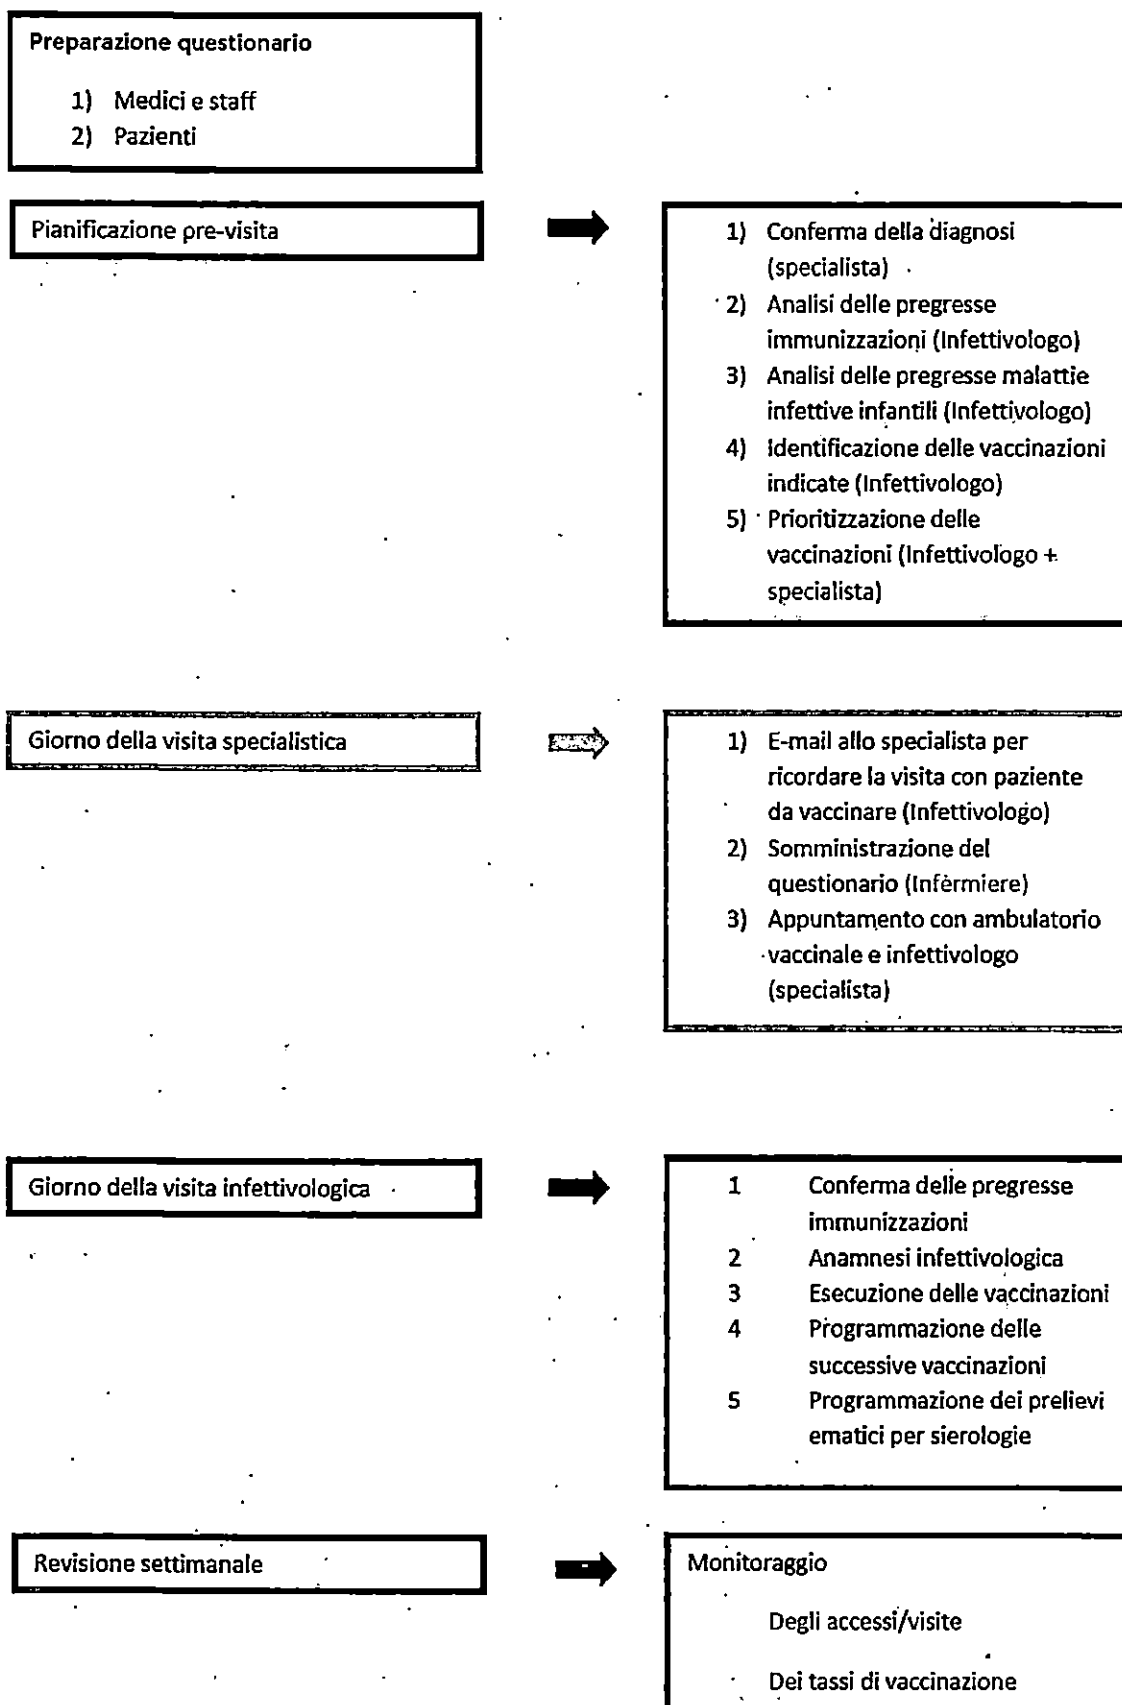 Preparazione questionario
1) Medici e staff
2) Pazienti
Pianificazione pre-visita
1) Conferma della diagnosi
(specialista)
2) Analisi delle pregresse
immunizzazioni (Infettivologo)
3) Analisi delle pregresse malattie
infettive infantili (Infettivologo)
4) Identificazione delle vaccinazioni
indicate (Infettivologo)
5) Prioritizzazione delle
vaccinazioni (Infettivologo +
specialista)
Giorno della visita specialistica
1) E-mail allo specialista per
ricordare la visita con paziente
da vaccinare (Infettivologo)
2) Somministrazione del
questionario (Infermiere)
3) Appuntamento con ambulatorio
vaccinale e infettivologo
(specialista)
Giorno della visita infettivologica
1 Conferma delle pregresse
immunizzazioni
2 Anamnesi infettivologica
3 Esecuzione delle vaccinazioni
4 Programmazione delle
successive vaccinazioni
5 Programmazione dei prelievi
ematici per sierologie
Revisione settimanale
Monitoraggio
Degli accessi/visite
Dei tassi di vaccinazione